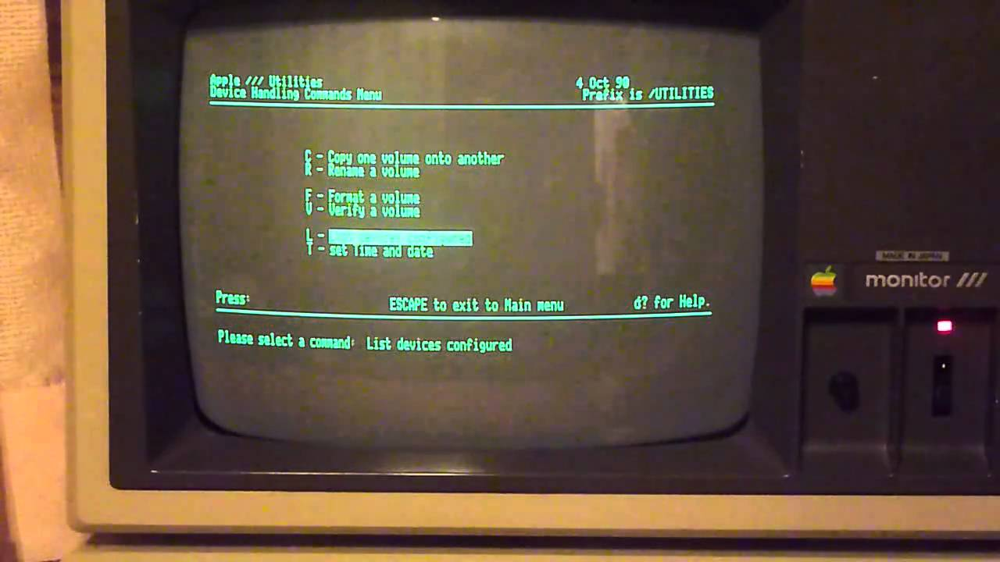 Apple /// Utilities 4 Oct 90
Device Handling Commands Menu Prefix is /UTILITIES
C - Copy one volume onto another
R - Rename a volume
F - Format a volume
V - Verify a volume
L -
T - set Time and date
Press: ESCAPE to exit to Main menu ? for Help.
Please select a command: List devices configured
MADE IN JAPAN
monitor ///